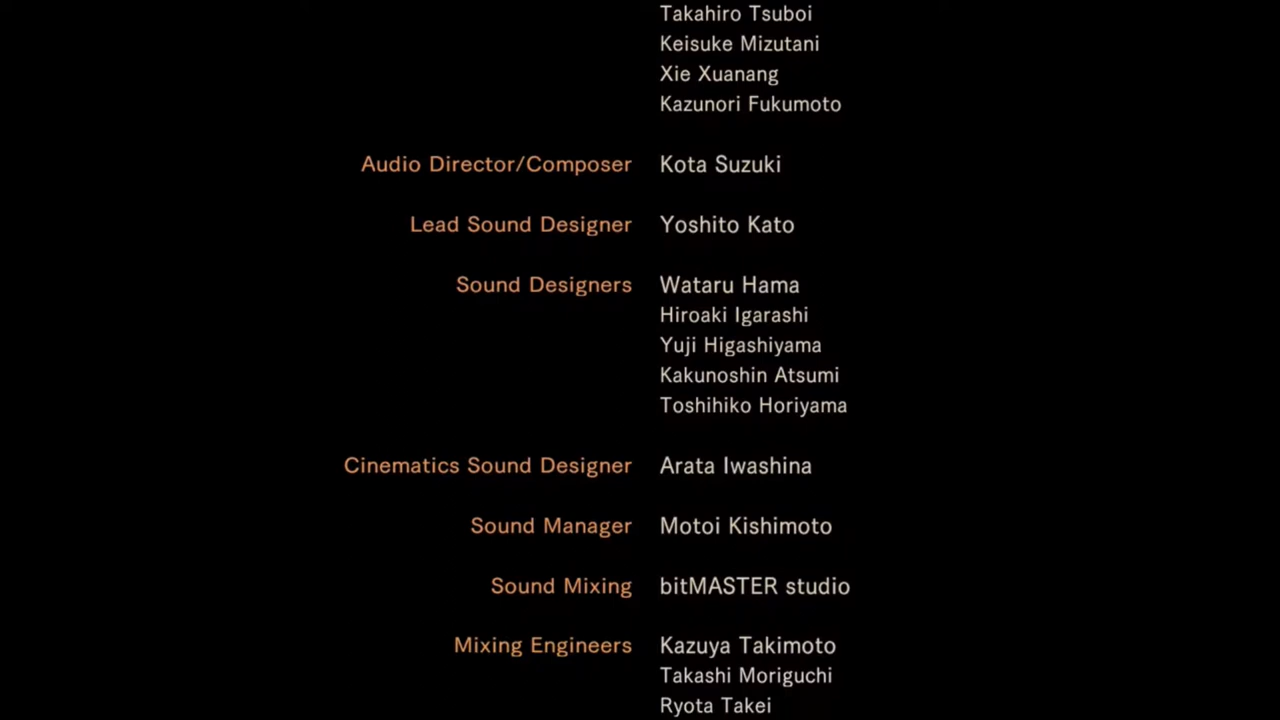 Takahiro Tsuboi
Keisuke Mizutani
Xie Xuanang
Kazunori Fukumoto
Audio Director/Composer Kota Suzuki
Lead Sound Designer Yoshito Kato
Sound Designers Wataru Hama
Hiroaki Igarashi
Yuji Higashiyama
Kakunoshin Atsumi
Toshihiko Horiyama
Cinematics Sound Designer Arata Iwashina
Sound Manager Motoi Kishimoto
Sound Mixing bitMASTER studio
Mixing Engineers Kazuya Takimoto
Takashi Moriguchi
Ryota Takei